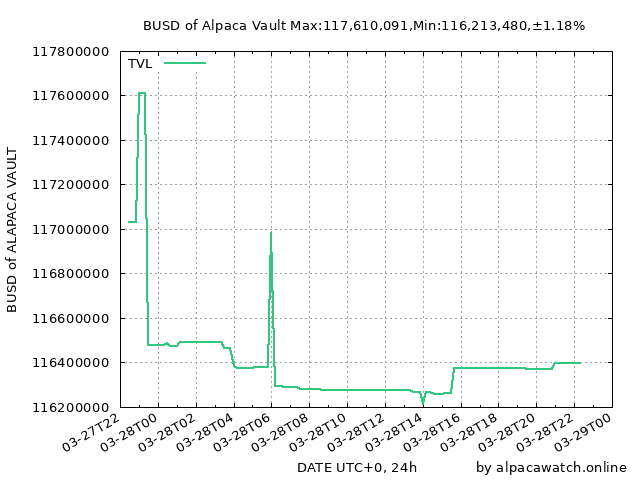 BUSD of Alpaca Vault Max:117,610,091,Min:116,213,480,±1.18%
117800000
TVL
117600000
117400000
117200000
117000000
116800000
116600000
116400000
116200000
BUSD of ALAPACA VAULT
03-27T22
03-28T00
03-28T02
03-28T04
03-28T06
03-28T08
03-28T10
03-28T12
03-28T14
03-28T16
03-28T18
03-28T20
03-28T22
03-29T00
DATE UTC+0, 24h
by alpacawatch.online